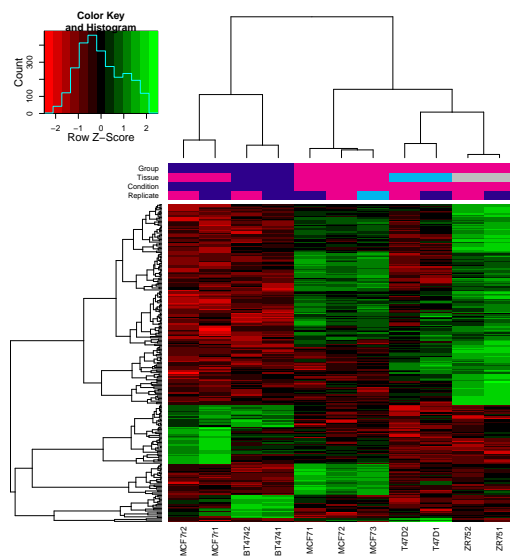 Color Key
and Histogram
Count
0 100 300
−2 −1 0 1 2
Row Z−Score
Group
Tissue
Condition
Replicate
MCF7r2
MCF7r1
BT4742
BT4741
MCF71
MCF72
MCF73
T47D2
T47D1
ZR752
ZR751